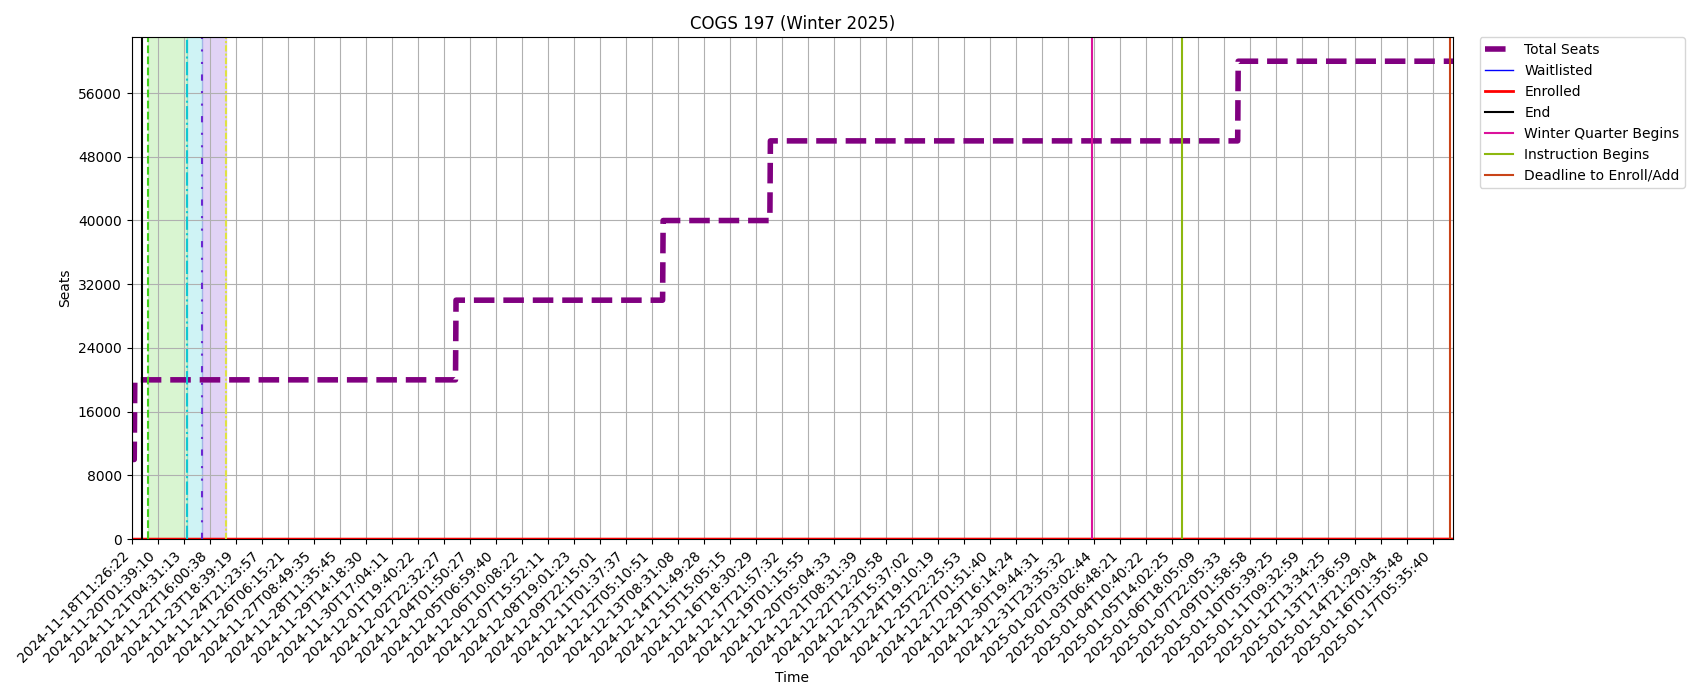 COGS 197 (Winter 2025)
Total Seats
Waitlisted
Enrolled
End
Winter Quarter Begins
Instruction Begins
Deadline to Enroll/Add
Seats
56000
48000
40000
32000
24000
16000
8000
0
2024-11-18T11:26:22
2024-11-20T01:39:10
2024-11-21T04:31:13
2024-11-22T16:00:38
2024-11-23T18:39:19
2024-11-24T21:23:57
2024-11-26T06:15:21
2024-11-27T08:49:35
2024-11-28T11:35:45
2024-11-29T14:18:30
2024-11-30T17:04:11
2024-12-01T19:40:22
2024-12-02T22:32:27
2024-12-04T01:50:27
2024-12-05T06:59:40
2024-12-06T10:08:22
2024-12-07T15:52:11
2024-12-08T19:01:23
2024-12-09T22:15:01
2024-12-11T01:37:37
2024-12-12T05:10:51
2024-12-13T08:31:08
2024-12-14T11:49:28
2024-12-15T15:05:15
2024-12-16T18:30:29
2024-12-17T21:57:32
2024-12-19T01:15:55
2024-12-20T05:04:33
2024-12-21T08:31:39
2024-12-22T12:20:58
2024-12-23T15:37:02
2024-12-24T19:10:19
2024-12-25T22:25:53
2024-12-27T01:51:40
2024-12-29T16:14:24
2024-12-30T19:44:31
2024-12-31T23:35:32
2025-01-02T03:02:44
2025-01-03T06:48:21
2025-01-04T10:40:22
2025-01-05T14:02:25
2025-01-06T18:05:09
2025-01-07T22:05:33
2025-01-09T01:58:58
2025-01-10T05:39:25
2025-01-11T09:32:59
2025-01-12T13:34:25
2025-01-13T17:36:59
2025-01-14T21:29:04
2025-01-16T01:35:48
2025-01-17T05:35:40
Time